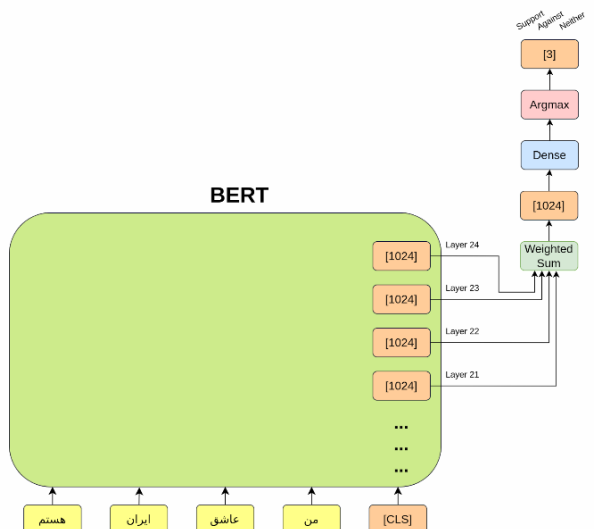 Support
Against
Neither
[3]
Argmax
Dense
[1024]
BERT
Weighted
Sum
[1024]
Layer 24
[1024]
Layer 23
[1024]
Layer 22
[1024]
Layer 21
...
...
...
[CLS]
من
عاشق
ایران
هستم